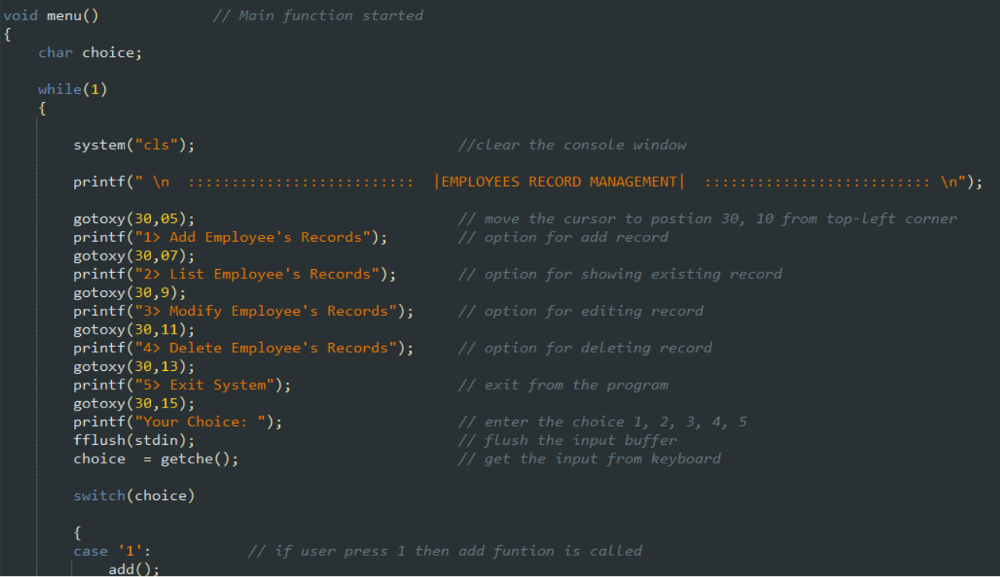 void menu()             // Main function started
{
    char choice;
    while(1)
    {
        system("cls");                              //clear the console window
        printf(" \n  ::::::::::::::::::::::::::  |EMPLOYEES RECORD MANAGEMENT|  :::::::::::::::::::::::::: \n");
        gotoxy(30,05);                              // move the cursor to postion 30, 10 from top-left corner
        printf("1> Add Employee's Records");        // option for add record
        gotoxy(30,07);
        printf("2> List Employee's Records");       // option for showing existing record
        gotoxy(30,9);
        printf("3> Modify Employee's Records");     // option for editing record
        gotoxy(30,11);
        printf("4> Delete Employee's Records");     // option for deleting record
        gotoxy(30,13);
        printf("5> Exit System");                   // exit from the program
        gotoxy(30,15);
        printf("Your Choice: ");                    // enter the choice 1, 2, 3, 4, 5
        fflush(stdin);                              // flush the input buffer
        choice  = getche();                         // get the input from keyboard
        switch(choice)
        {
        case '1':           // if user press 1 then add funtion is called
            add();